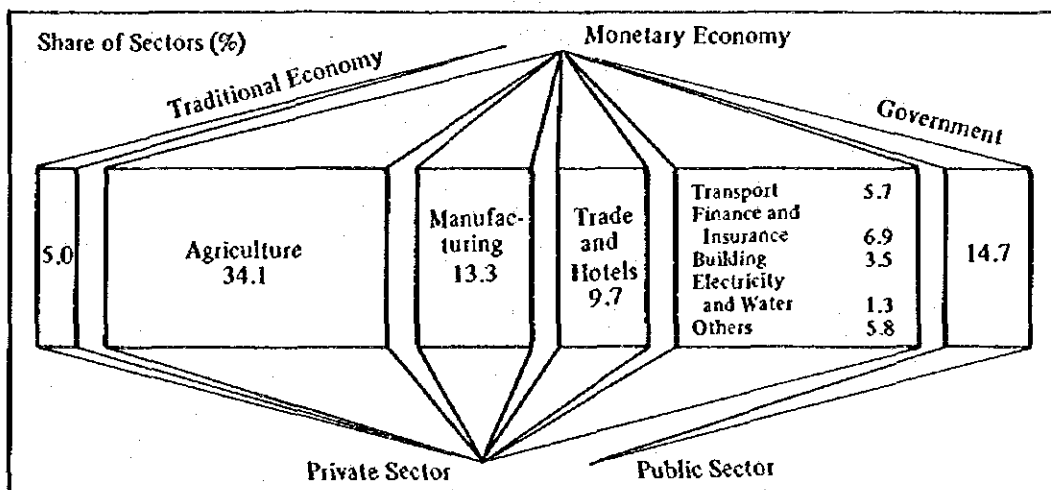 Share of Sectors (%)
Monetary Economy
Traditional Economy
Government
5.0
Agriculture
34.1
Manufac-
turing
13.3
Trade
and
Hotels
9.7
Transport 5.7
Finance and
Insurance 6.9
Building 3.5
Electricity
and Water 1.3
Others 5.8
14.7
Private Sector
Public Sector